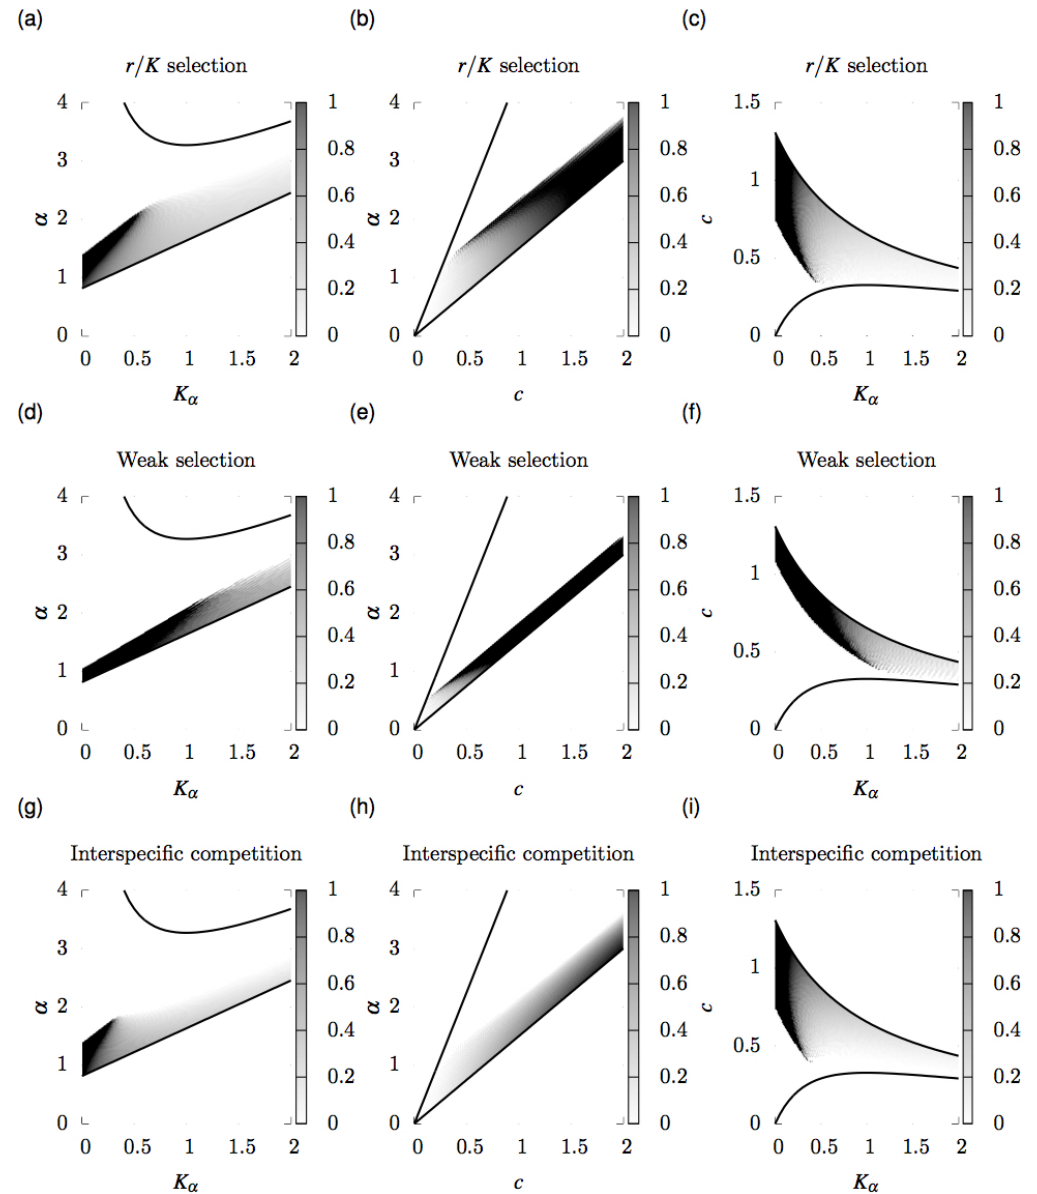 (a) (b) (c)
r/K selection r/K selection r/K selection
4 1 4 1 1.5 1
0.8 0.8 0.8
3 3 1
0.6 0.6 0.6
α 2 α 2 c
0.4 0.4 0.4
1 1 0.5
0.2 0.2 0.2
0 0 0 0 0 0
0 0.5 1 1.5 2 0 0.5 1 1.5 2 0 0.5 1 1.5 2
Kα c Kα
(d) (e) (f)
Weak selection Weak selection Weak selection
4 1 4 1 1.5 1
0.8 0.8 0.8
3 3 1
0.6 0.6 0.6
α 2 α 2 c
0.4 0.4 0.4
1 1 0.5
0.2 0.2 0.2
0 0 0 0 0 0
0 0.5 1 1.5 2 0 0.5 1 1.5 2 0 0.5 1 1.5 2
Kα c Kα
(g) (h) (i)
Interspecific competition Interspecific competition Interspecific competition
4 1 4 1 1.5 1
0.8 0.8 0.8
3 3 1
0.6 0.6 0.6
α 2 α 2 c
0.4 0.4 0.4
1 1 0.5
0.2 0.2 0.2
0 0 0 0 0 0
0 0.5 1 1.5 2 0 0.5 1 1.5 2 0 0.5 1 1.5 2
Kα c Kα